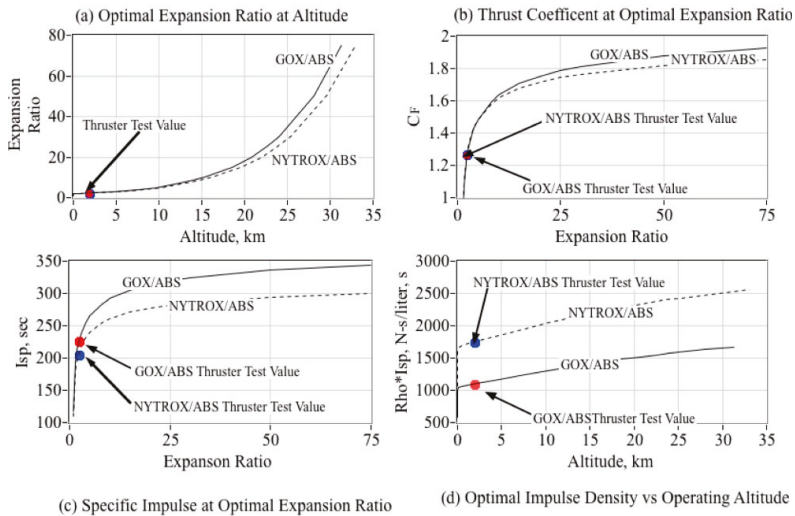 (a) Optimal Expansion Ratio at Altitude
80
60
40
20
0
Expansion
Ratio
GOX/ABS
Thruster Test Value
NYTROX/ABS
0 5 10 15 20 25 30 35
Altitude, km
(b) Thrust Coefficent at Optimal Expansion Ratio
2
1.8
1.6
1.4
1.2
1
CF
GOX/ABS
NYTROX/ABS
NYTROX/ABS Thruster Test Value
GOX/ABS Thruster Test Value
25 50 75
Expansion Ratio
350
300
250
200
150
100
Isp, sec
GOX/ABS
NYTROX/ABS
GOX/ABS Thruster Test Value
NYTROX/ABS Thruster Test Value
0 25 50 75
Expanson Ratio
(c) Specific Impulse at Optimal Expansion Ratio
3000
2500
2000
1500
1000
500
Rho*Isp, N-s/liter, s
NYTROX/ABS Thruster Test Value
NYTROX/ABS
GOX/ABS
GOX/ABSThruster Test Value
0 5 10 15 20 25 30 35
Altitude, km
(d) Optimal Impulse Density vs Operating Altitude